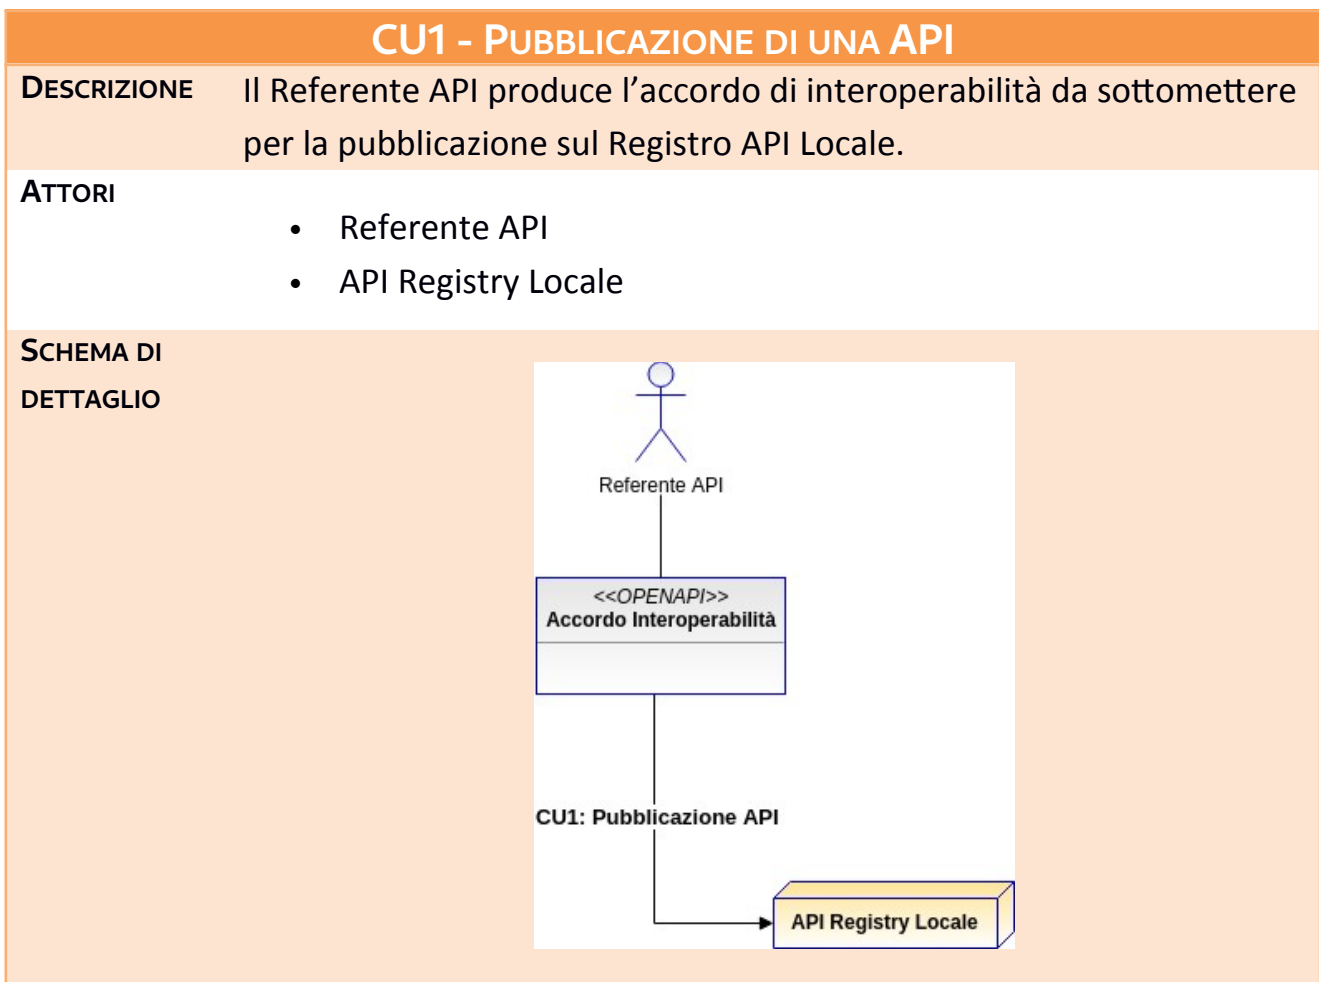 CU1 - PUBBLICAZIONE DI UNA API
DESCRIZIONE
Il Referente API produce l’accordo di interoperabilità da sottomettere
per la pubblicazione sul Registro API Locale.
ATTORI
• Referente API
• API Registry Locale
SCHEMA DI
DETTAGLIO
Referente API
<<OPENAPI>>
Accordo Interoperabilità
CU1: Pubblicazione API
API Registry Locale